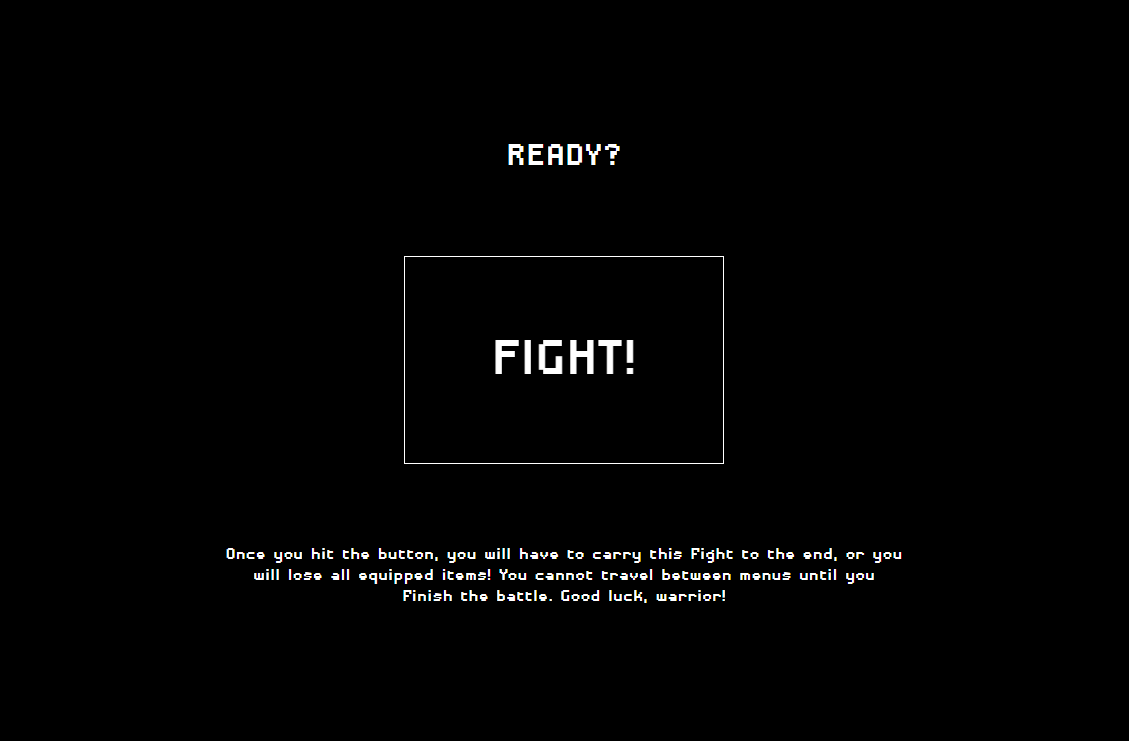 READY?
FIGHT!
Once you hit the button, you will have to carry this fight to the end, or you
will lose all equipped items! You cannot travel between menus until you
finish the battle. Good luck, warrior!